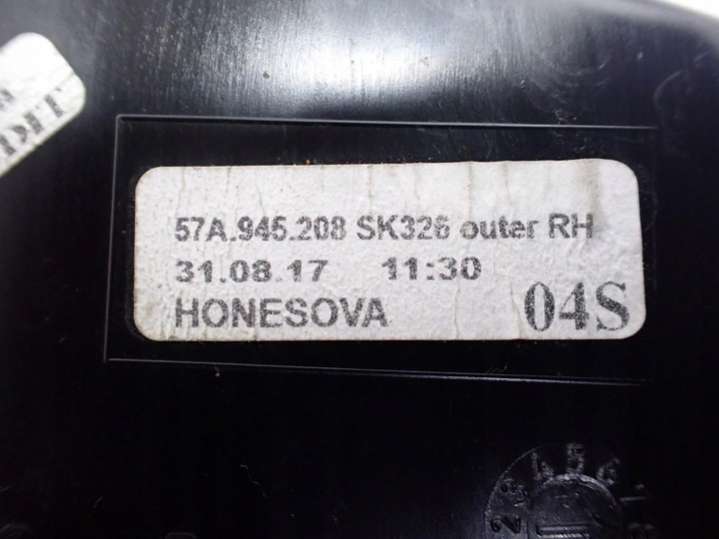 57A.945.208 SK326 outer RH
31.08.17 11:30
HONESOVA
04S